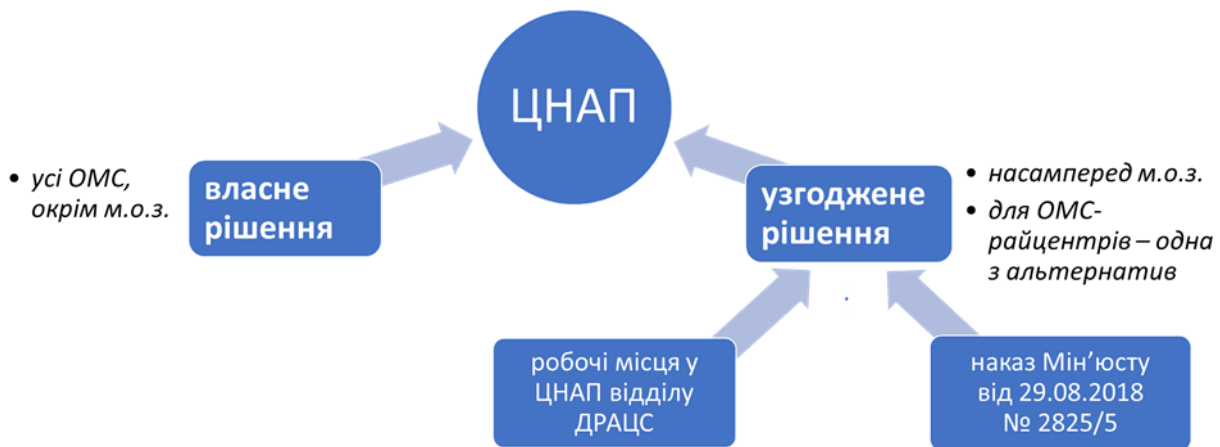 ЦНАП
• усі ОМС,
окрім м.о.з.
власне
рішення
узгоджене
рішення
• насамперед м.о.з.
• для ОМС-
райцентрів – одна
з альтернатив
робочі місця у
ЦНАП відділу
ДРАЦС
наказ Мін’юсту
від 29.08.2018
№ 2825/5